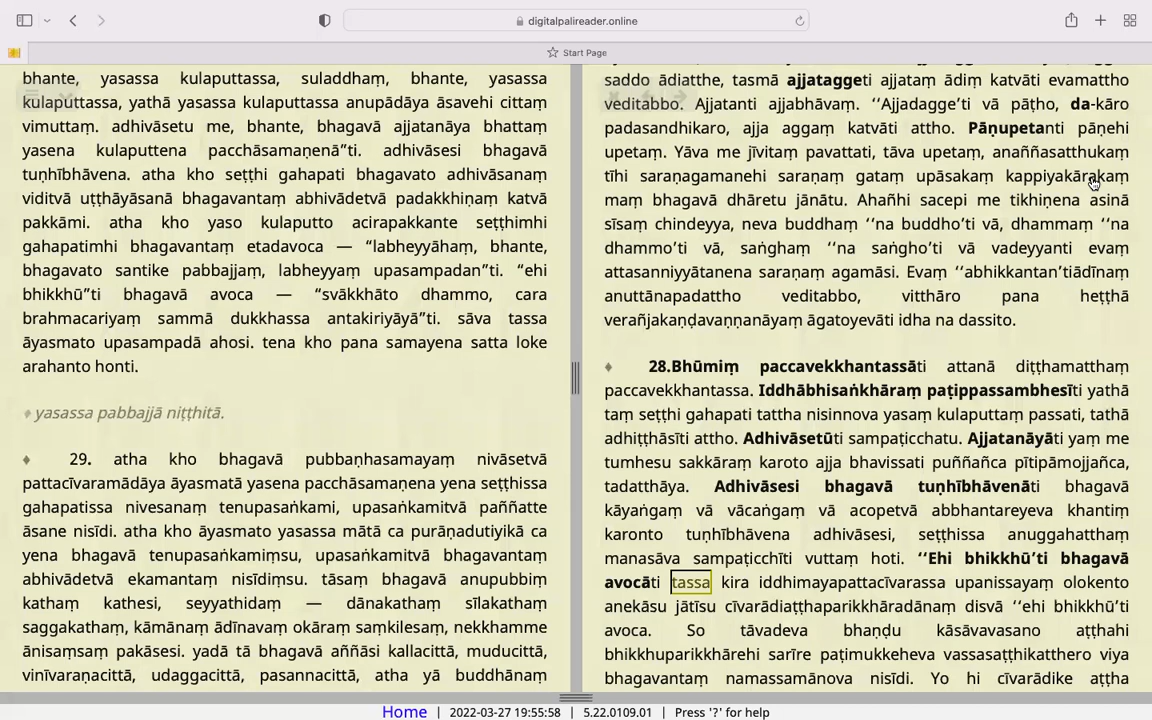 digitalpalireader.online
Start Page
bhante, yasassa kulaputtassa, suladdhaṃ, bhante, yasassa
kulaputtassa, yathā yasassa kulaputtassa anupādāya āsavehi cittaṃ
vimuttaṃ. adhivāsetu me, bhante, bhagavā ajjatanāya bhattaṃ
yasena kulaputtena pacchāsamaṇenā”ti. adhivāsesi bhagavā
tuṇhībhāvena. atha kho seṭṭhi gahapati bhagavato adhivāsanaṃ
viditvā uṭṭhāyāsanā bhagavantaṃ abhivādetvā padakkhiṇaṃ katvā
pakkāmi. atha kho yaso kulaputto acirapakkante seṭṭhimhi
gahapatimhi bhagavantaṃ etadavoca — “labheyyāhaṃ, bhante,
bhagavato santike pabbajjaṃ, labheyyaṃ upasampadan”ti. “ehi
bhikkhū”ti bhagavā avoca — “svākkhāto dhammo, cara
brahmacariyaṃ sammā dukkhassa antakiriyāyā”ti. sāva tassa
āyasmato upasampadā ahosi. tena kho pana samayena satta loke
arahanto honti.
♦ yasassa pabbajjā niṭṭhitā.
♦ 29. atha kho bhagavā pubbaṇhasamayaṃ nivāsetvā
pattacīvaramādāya āyasmatā yasena pacchāsamaṇena yena seṭṭhissa
gahapatissa nivesanaṃ tenupasaṅkami, upasaṅkamitvā paññatte
āsane nisīdi. atha kho āyasmato yasassa mātā ca purāṇadutiyikā ca
yena bhagavā tenupasaṅkamiṃsu, upasaṅkamitvā bhagavantaṃ
abhivādetvā ekamantaṃ nisīdiṃsu. tāsaṃ bhagavā anupubbiṃ
kathaṃ kathesi, seyyathidaṃ — dānakathaṃ sīlakathaṃ
saggakathaṃ, kāmānaṃ ādīnavaṃ okāraṃ saṃkilesaṃ, nekkhamme
ānisaṃsaṃ pakāsesi. yadā tā bhagavā aññāsi kallacittā, muducittā,
vinīvaraṇacittā, udaggacittā, pasannacittā, atha yā buddhānaṃ
saddo ādiatthe, tasmā ajjataggeti ajjataṃ ādiṃ katvāti evamattho
veditabbo. Ajjatanti ajjabhāvaṃ. ‘‘Ajjadagge’ti vā pāṭho, da-kāro
padasandhikaro, ajja aggaṃ katvāti attho. Pāṇupetanti pāṇehi
upetaṃ. Yāva me jīvitaṃ pavattati, tāva upetaṃ, anaññasatthukaṃ
tīhi saraṇagamanehi saraṇaṃ gataṃ upāsakaṃ kappiyakārakaṃ
maṃ bhagavā dhāretu jānātu. Ahañhi sacepi me tikhiṇena asinā
sīsaṃ chindeyya, neva buddhaṃ ‘‘na buddho’ti vā, dhammaṃ ‘‘na
dhammo’ti vā, saṅghaṃ ‘‘na saṅgho’ti vā vadeyyanti evaṃ
attasanniyyātanena saraṇaṃ agamāsi. Evaṃ ‘‘abhikkantan’tiādīnaṃ
anuttānapadattho veditabbo, vitthāro pana heṭṭhā
verañjakaṇḍavaṇṇanāyaṃ āgatoyevāti idha na dassito.
♦ 28.Bhūmiṃ paccavekkhantassāti attanā diṭṭhamatthaṃ
paccavekkhantassa. Iddhābhisaṅkhāraṃ paṭippassambhesīti yathā
taṃ seṭṭhi gahapati tattha nisinnova yasaṃ kulaputtaṃ passati, tathā
adhiṭṭhāsīti attho. Adhivāsetūti sampaṭicchatu. Ajjatanāyāti yaṃ me
tumhesu sakkāraṃ karoto ajja bhavissati puññañca pītipāmojjañca,
tadatthāya. Adhivāsesi bhagavā tuṇhībhāvenāti bhagavā
kāyaṅgaṃ vā vācaṅgaṃ vā acopetvā abbhantareyeva khantiṃ
karonto tuṇhībhāvena adhivāsesi, seṭṭhissa anuggahatthaṃ
manasāva sampaṭicchīti vuttaṃ hoti. ‘‘Ehi bhikkhū’ti bhagavā
avocāti tassa kira iddhimayapattacīvarassa upanissayaṃ olokento
anekāsu jātīsu cīvarādiaṭṭhaparikkhāradānaṃ disvā ‘‘ehi bhikkhū’ti
avoca. So tāvadeva bhaṇḍu kāsāvavasano aṭṭhahi
bhikkhuparikkhārehi sarīre paṭimukkeheva vassasaṭṭhikatthero viya
bhagavantaṃ namassamānova nisīdi. Yo hi cīvarādike aṭṭha
Home | 2022-03-27 19:55:58 | 5.22.0109.01 | Press '?' for help